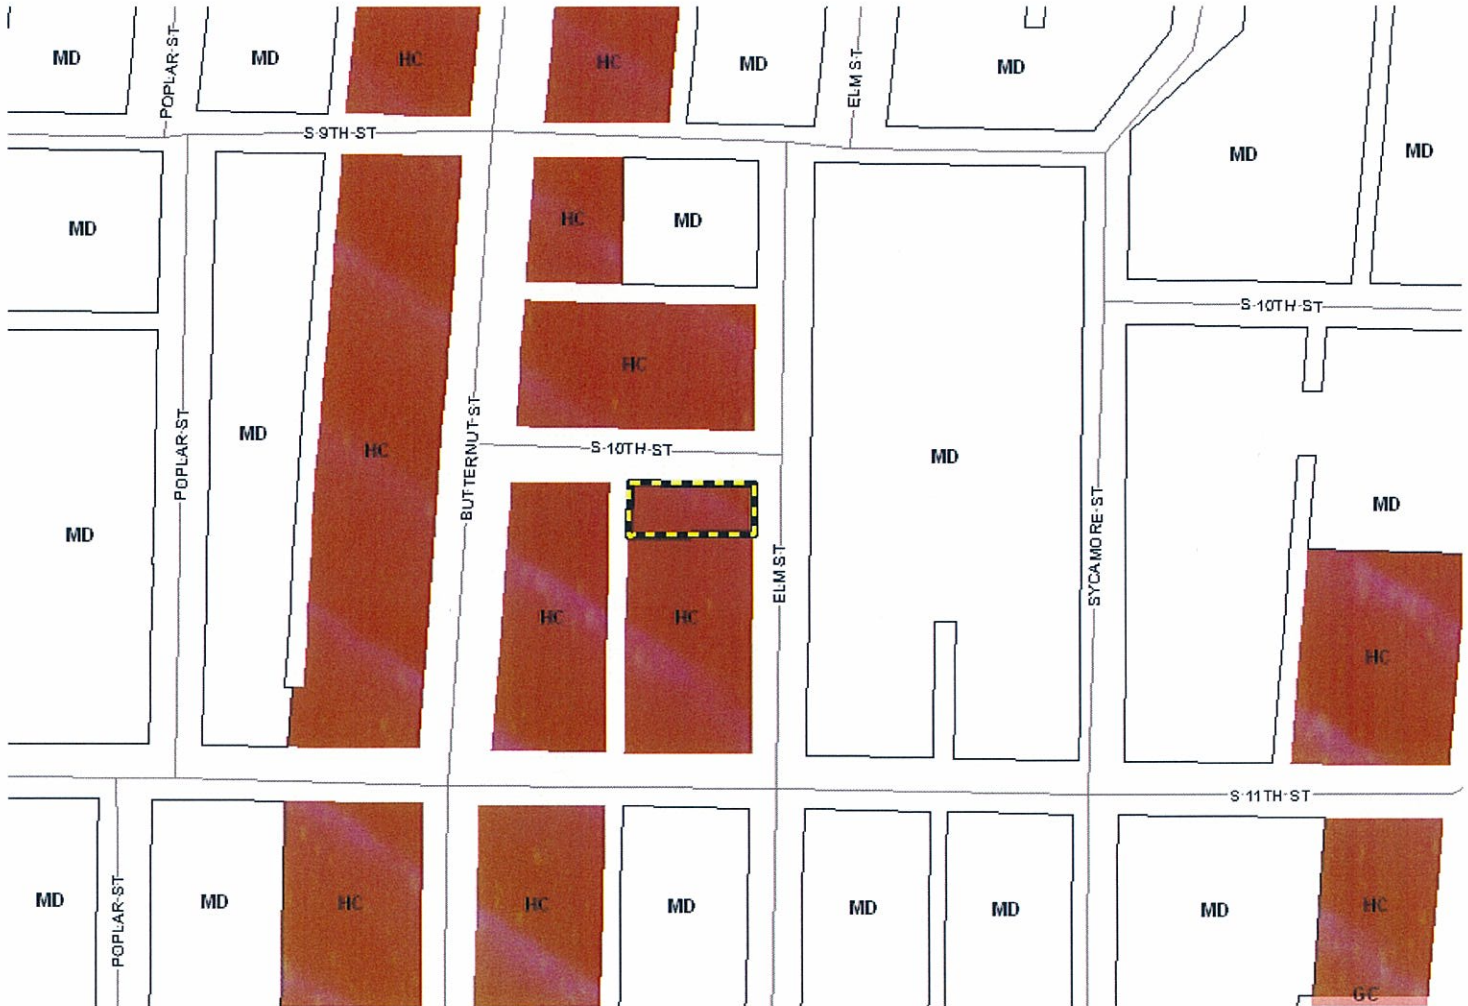 MD
POPLAR ST
MD
HC
HC
MD
ELM ST
MD
S 9TH ST
MD
MD
MD
HC
MD
S 10TH ST
HC
POPLAR ST
MD
HC
BUTTERNUT ST
S 10TH ST
MD
MD
SYCAMORE ST
MD
ELM ST
HC
HC
HC
S 11TH ST
MD
POPLAR ST
MD
HC
HC
MD
MD
MD
MD
HC
GC